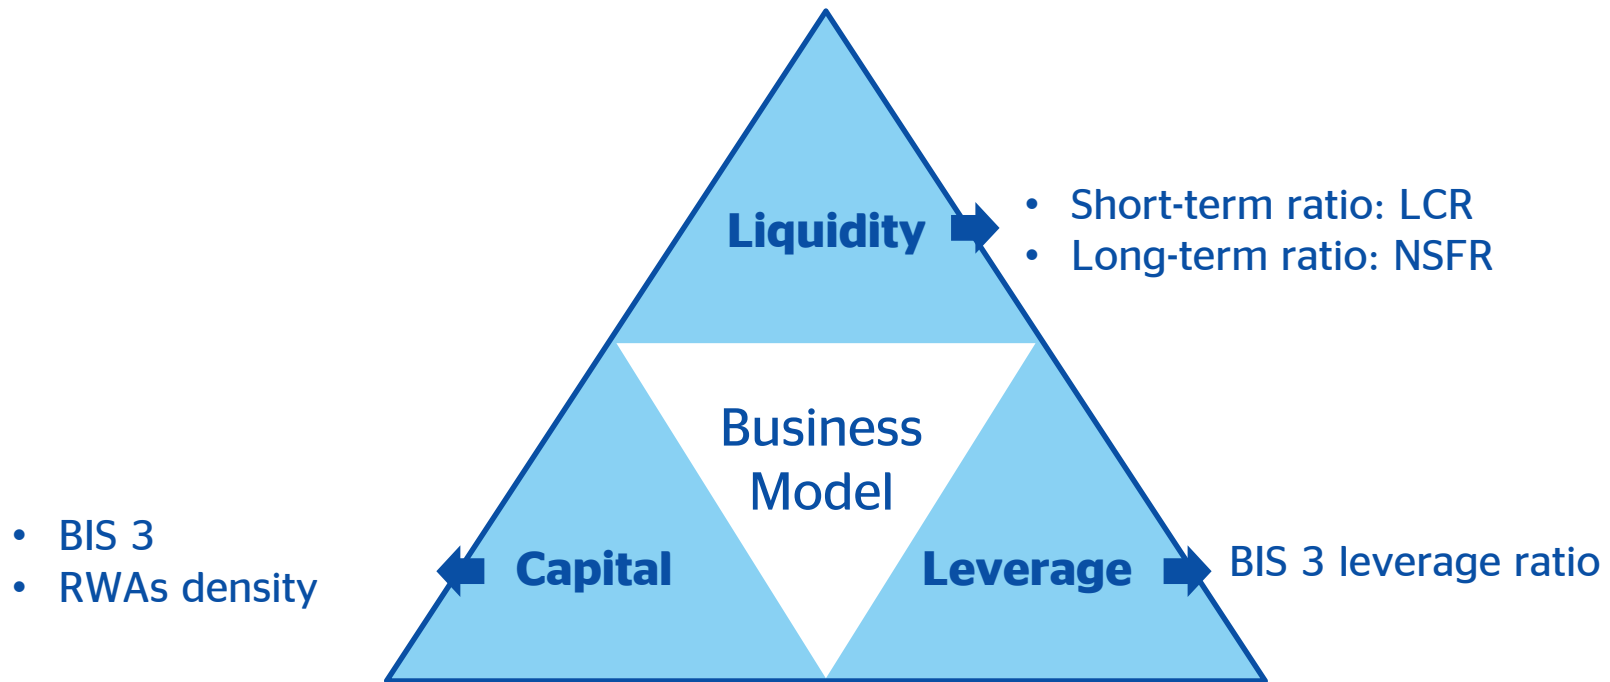 Liquidity
• Short-term ratio: LCR
• Long-term ratio: NSFR
Business
Model
• BIS 3
• RWAs density
Capital
Leverage
BIS 3 leverage ratio